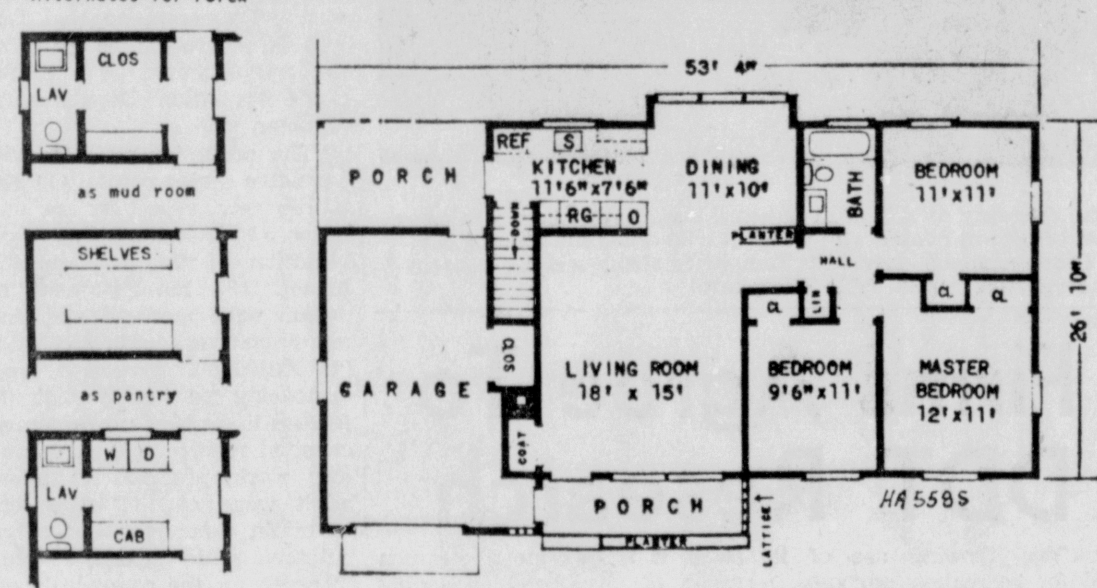 CLOS
LAV
as mud room
SHELVES
as pantry
W D
LAV
CAB
53' 4"
REF
S
KITCHEN
11'6"x7'6"
DINING
11'x10'
BATH
BEDROOM
11'x11'
PORCH
RG O
DOWN
PLANTER
HALL
LIN
CL
CL
CL
26' 10"
GARAGE
CLOS
LIVING ROOM
18' x 15'
BEDROOM
9'6"x11'
MASTER
BEDROOM
12'x11'
COAT
PORCH
PLANTER
LATTICE
HA558S